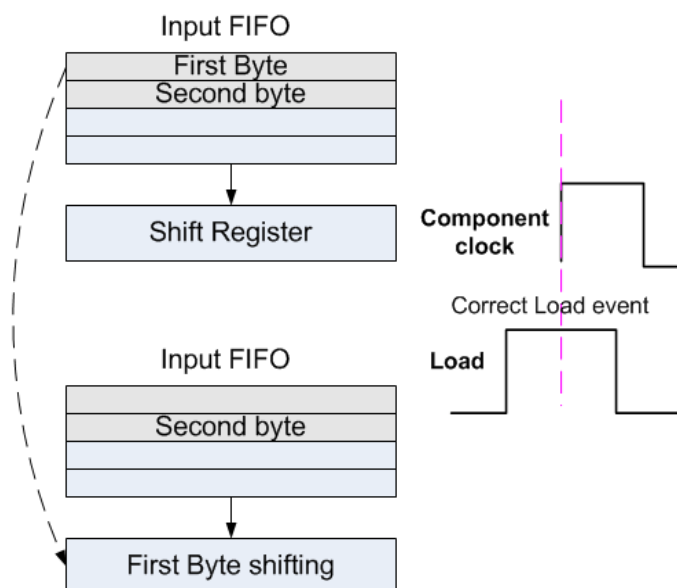 Input FIFO
First Byte
Second byte
Shift Register
Component
clock
Correct Load event
Load
Input FIFO
Second byte
First Byte shifting